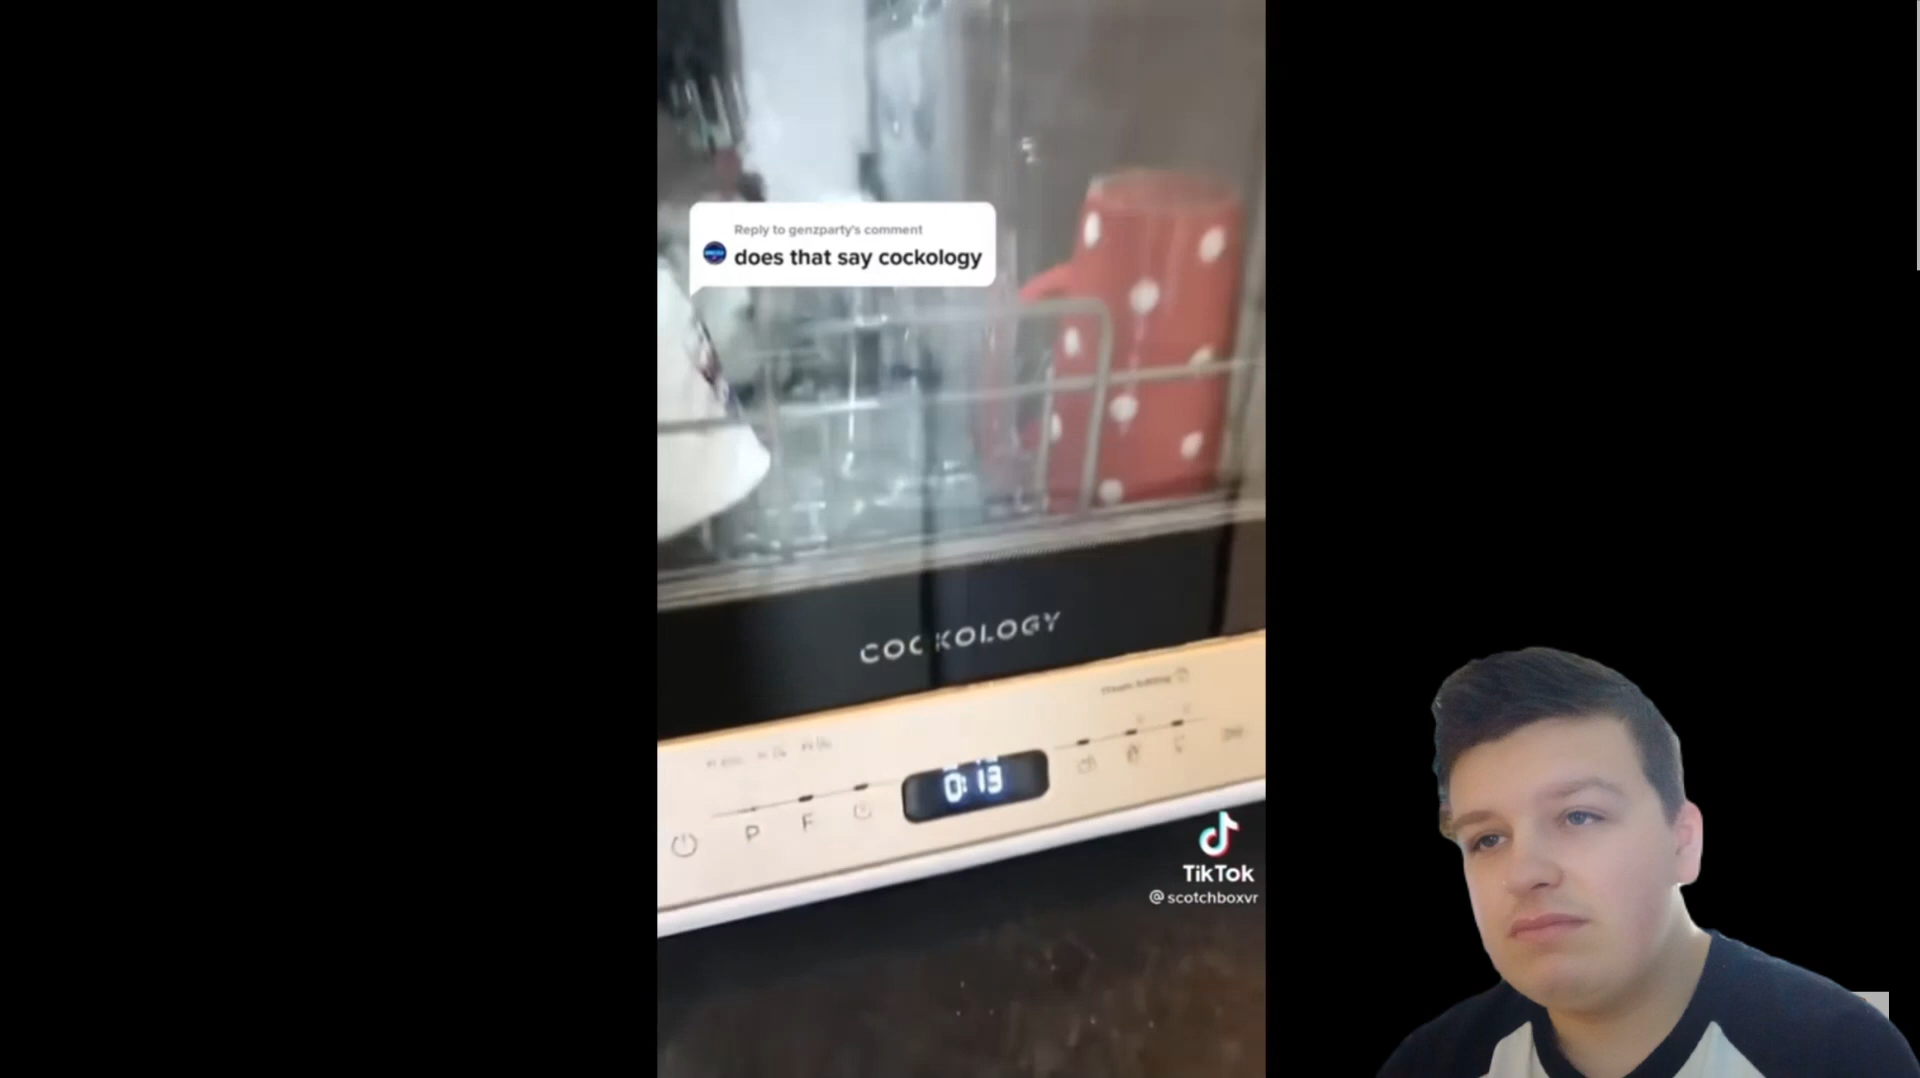 Reply to genzparty's comment
does that say cockology
COCKOLOGY
P F
0:13
TikTok
@scotchboxvr